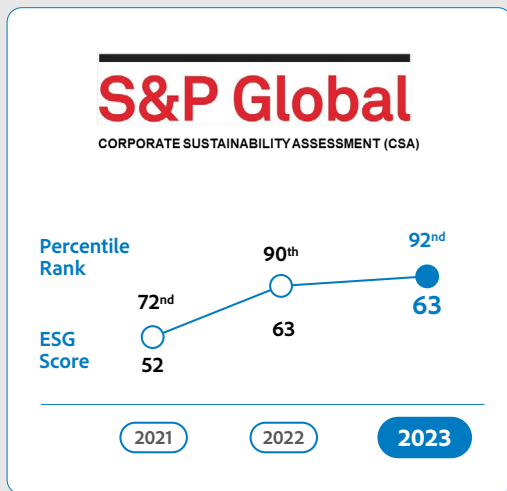 S&P Global
CORPORATE SUSTAINABILITY ASSESSMENT (CSA)
Percentile
Rank
72nd
90th
92nd
ESG
Score
52
63
63
2021
2022
2023